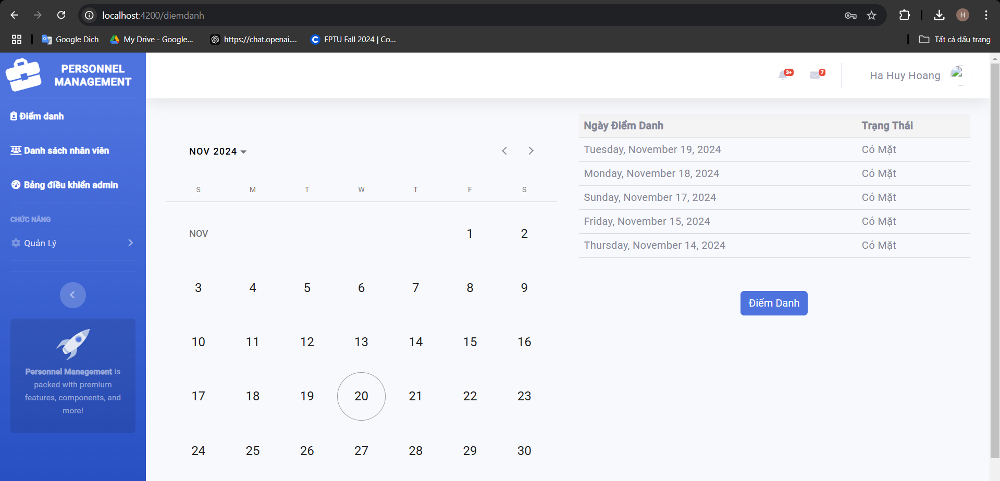 localhost:4200/diemdanh
H
Google Dịch
My Drive - Google...
https://chat.openai....
FPTU Fall 2024 | Co...
Tất cả dấu trang
PERSONNEL
MANAGEMENT
Điểm danh
Danh sách nhân viên
Bảng điều khiển admin
CHỨC NĂNG
Quản Lý
Personnel Management is
packed with premium
features, components, and
more!
3+
7
Ha Huy Hoang
NOV 2024
S M T W T F S
NOV 1 2
3 4 5 6 7 8 9
10 11 12 13 14 15 16
17 18 19 20 21 22 23
24 25 26 27 28 29 30
Ngày Điểm Danh Trạng Thái
Tuesday, November 19, 2024 Có Mặt
Monday, November 18, 2024 Có Mặt
Sunday, November 17, 2024 Có Mặt
Friday, November 15, 2024 Có Mặt
Thursday, November 14, 2024 Có Mặt
Điểm Danh